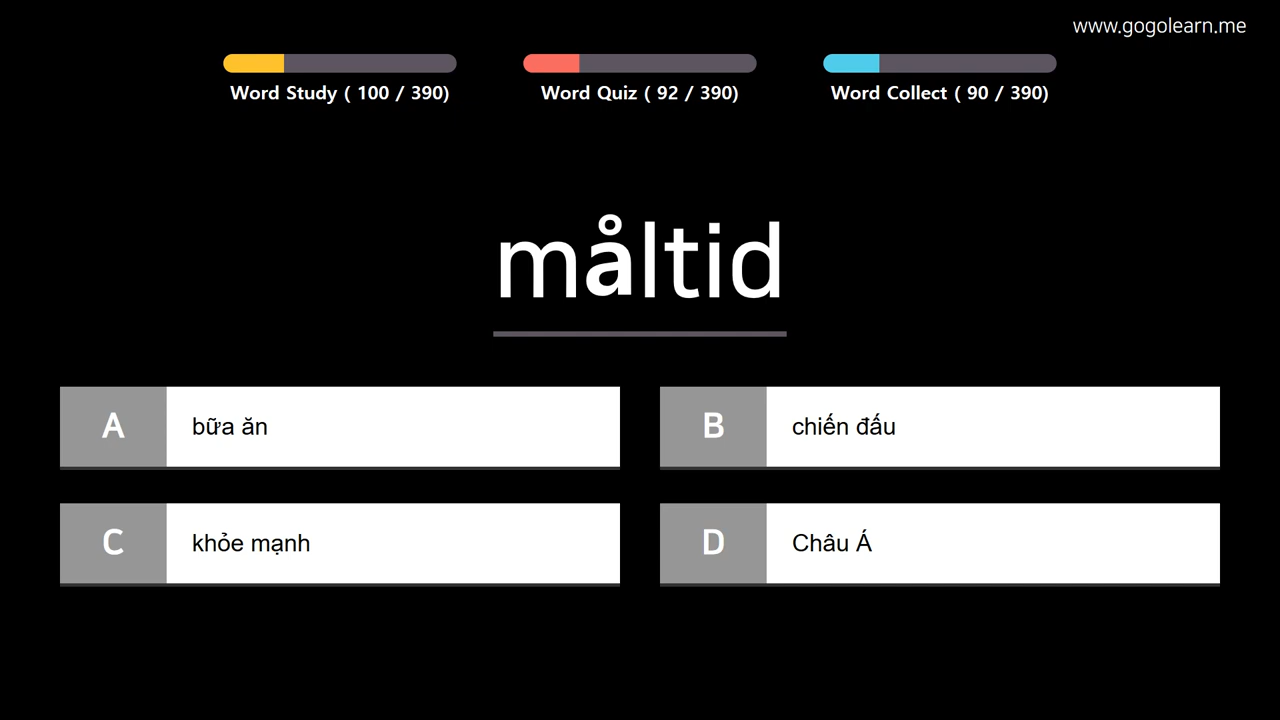 www.gogolearn.me
Word Study ( 100 / 390)
Word Quiz ( 92 / 390)
Word Collect ( 90 / 390)
måltid
A bữa ăn
B chiến đấu
C khỏe mạnh
D Châu Á